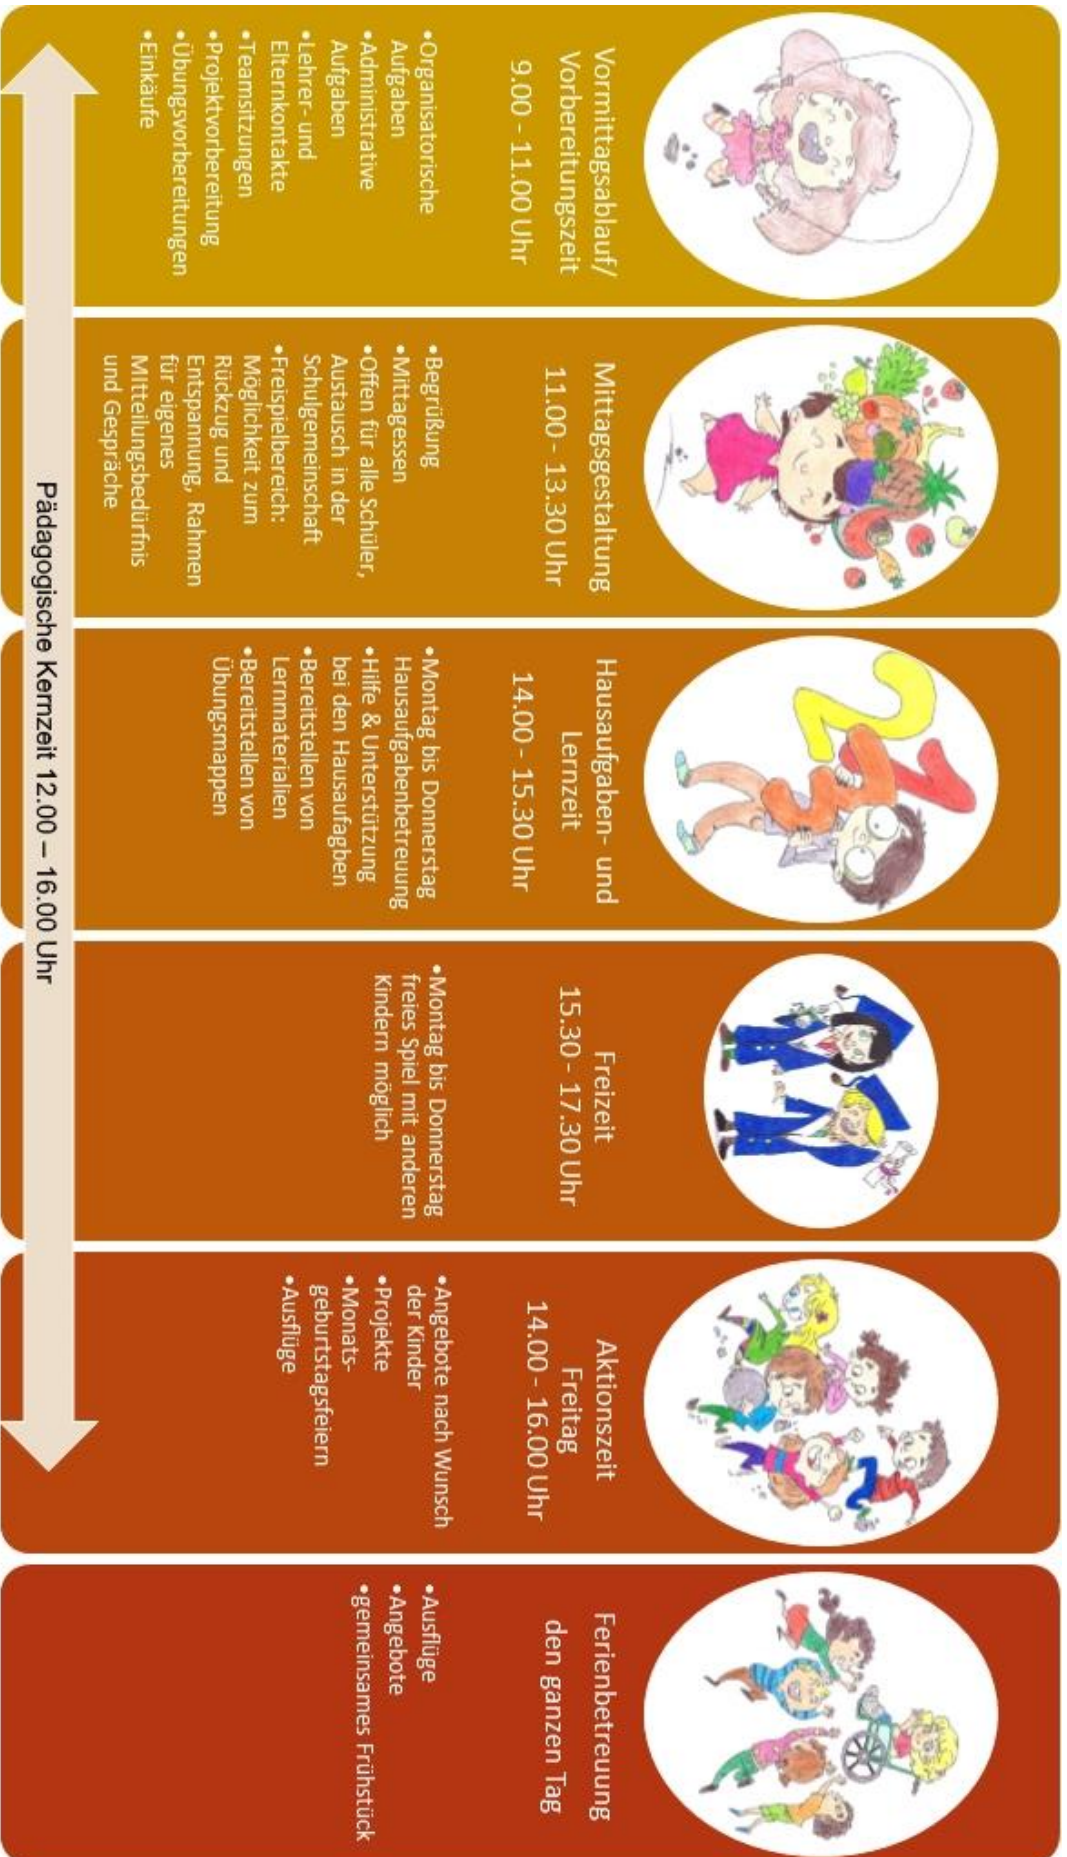 Vormittagsablauf/
Vorbereitungszeit
9.00 - 11.00 Uhr
•Organisatorische
Aufgaben
•Administrative
Aufgaben
•Lehrer- und
Elternkontakte
•Teamsitzungen
•Projektvorbereitung
•Übungsvorbereitungen
•Einkäufe
Mittagsgestaltung
11.00 - 13.30 Uhr
•Begrüßung
•Mittagessen
•Offen für alle Schüler,
Austausch in der
Schulgemeinschaft
•Freispielbereich:
Möglichkeit zum
Rückzug und
Entspannung, Rahmen
für eigenes
MItteilungsbedürfnis
und Gespräche
Hausaufgaben- und
Lernzeit
14.00 - 15.30 Uhr
•Montag bis Donnerstag
Hausaufgabenbetreuung
•Hilfe & Unterstützung
bei den Hausaufagben
•Bereitstellen von
Lernmaterialien
•Bereitstellen von
Übungsmappen
Freizeit
15.30 - 17.30 Uhr
•Montag bis Donnerstag
freies Spiel mit anderen
Kindern möglich
Aktionszeit
Freitag
14.00 - 16.00 Uhr
•Angebote nach Wunsch
der Kinder
•Projekte
•Monats-
geburtstagsfeiern
•Ausflüge
Ferienbetreuung
den ganzen Tag
•Ausflüge
•Angebote
•gemeinsames Frühstück
Pädagogische Kernzeit 12.00 – 16.00 Uhr